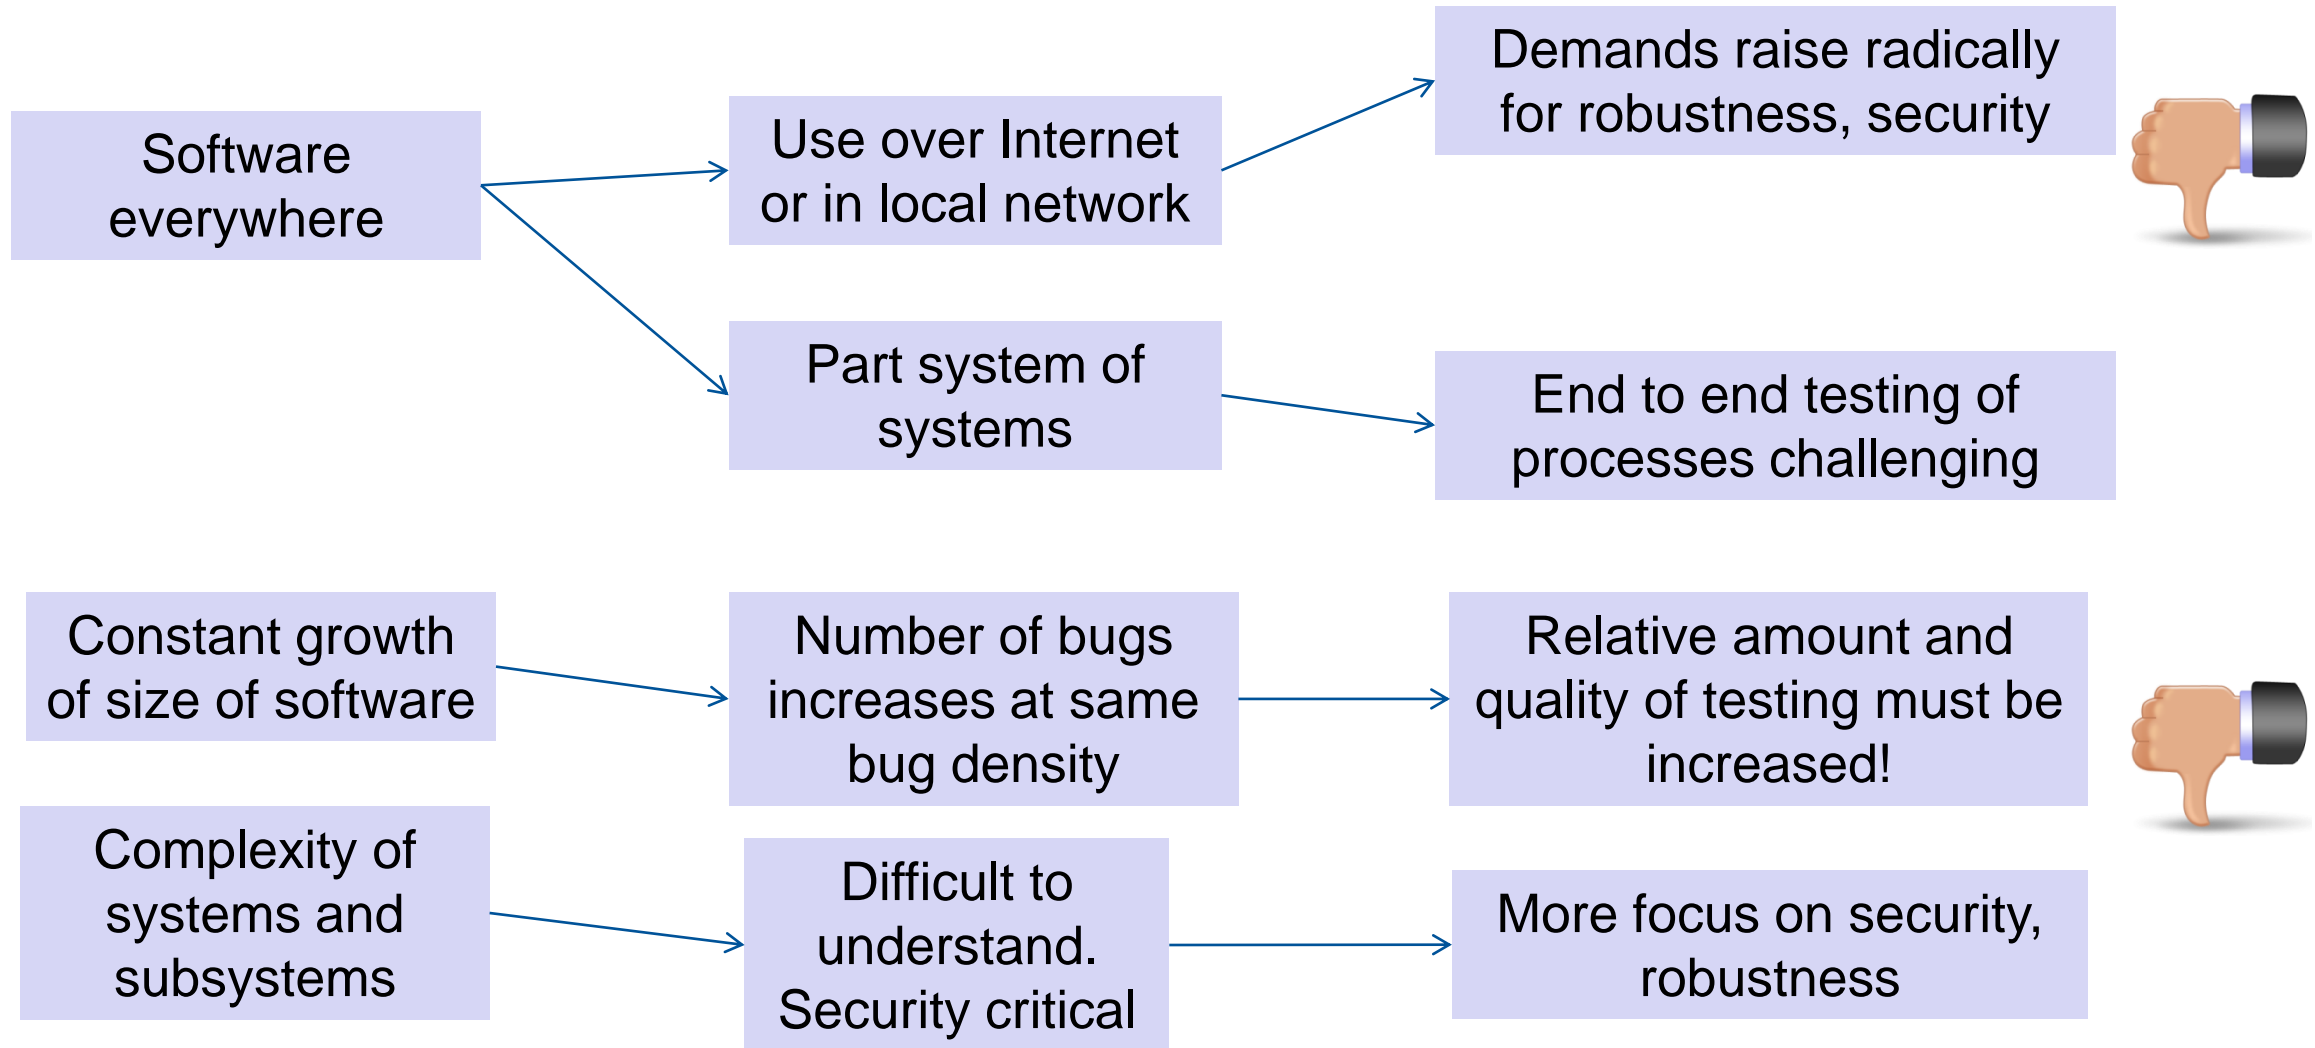 Software
everywhere
Use over Internet
or in local network
Demands raise radically
for robustness, security
Part system of
systems
End to end testing of
processes challenging
Constant growth
of size of software
Number of bugs
increases at same
bug density
Relative amount and
quality of testing must be
increased!
Complexity of
systems and
subsystems
Difficult to
understand.
Security critical
More focus on security,
robustness